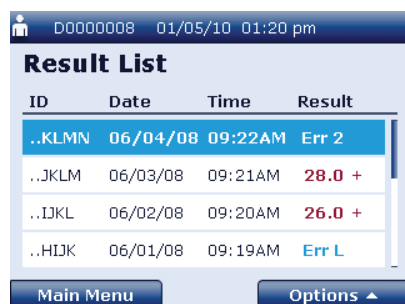 D0000008 01/05/10 01:20 pm
Result List
ID Date Time Result
..KLMN 06/04/08 09:22AM Err 2
..JKLM 06/03/08 09:21AM 28.0 +
..IJKL 06/02/08 09:20AM 26.0 +
..HIJK 06/01/08 09:19AM Err L
Main Menu Options ▲